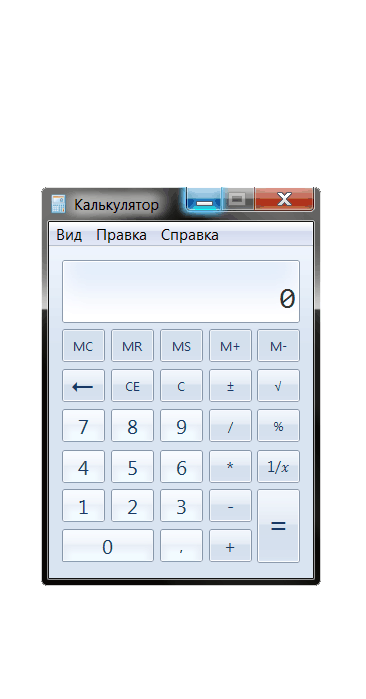 Калькулятор
Вид Правка Справка
0
MC MR MS M+ M-
← CE C ± √
7 8 9 / %
4 5 6 * 1/x
1 2 3 - =
0 , +